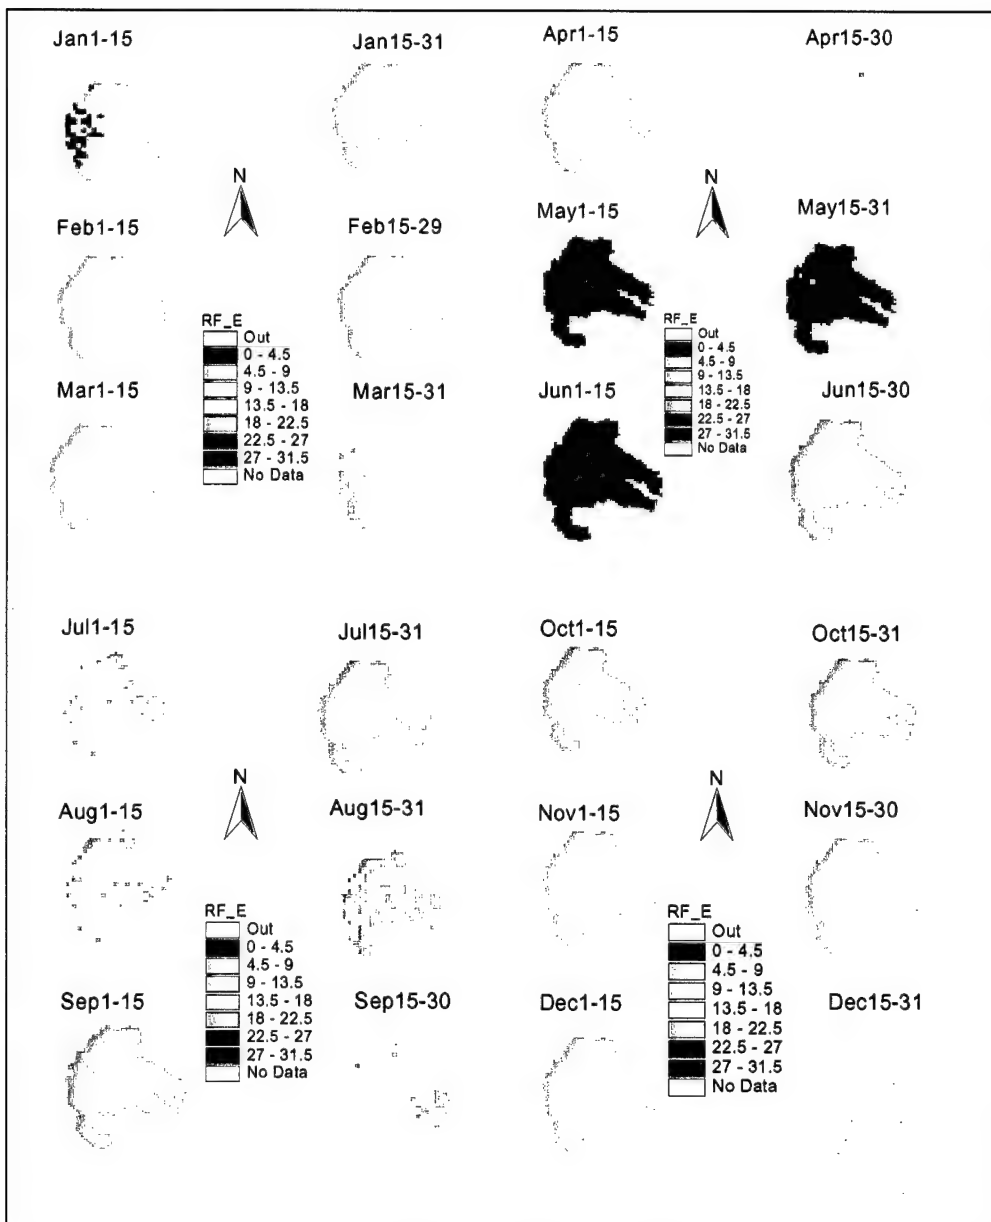 Jan1-15
Jan15-31
Apr1-15
Apr15-30
N
N
Feb1-15
Feb15-29
May1-15
May15-31
RF_E
Out
0 - 4.5
4.5 - 9
9 - 13.5
13.5 - 18
18 - 22.5
22.5 - 27
27 - 31.5
No Data
RF_E
Out
0 - 4.5
4.5 - 9
9 - 13.5
13.5 - 18
18 - 22.5
22.5 - 27
27 - 31.5
No Data
Mar1-15
Mar15-31
Jun1-15
Jun15-30
Jul1-15
Jul15-31
Oct1-15
Oct15-31
N
N
Aug1-15
Aug15-31
Nov1-15
Nov15-30
RF_E
Out
0 - 4.5
4.5 - 9
9 - 13.5
13.5 - 18
18 - 22.5
22.5 - 27
27 - 31.5
No Data
RF_E
Out
0 - 4.5
4.5 - 9
9 - 13.5
13.5 - 18
18 - 22.5
22.5 - 27
27 - 31.5
No Data
Sep1-15
Sep15-30
Dec1-15
Dec15-31